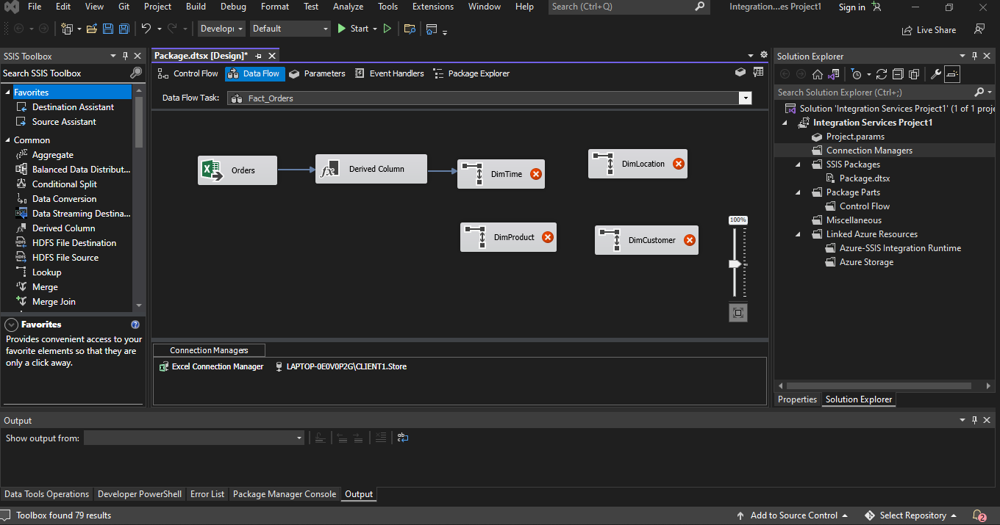 File Edit View Git Project Build Debug Format Test Analyze Tools Extensions Window Help Search (Ctrl+Q) Integration...es Project1 Sign in
Developi Default Start Live Share
SSIS Toolbox
Search SSIS Toolbox
Favorites
Destination Assistant
Source Assistant
Common
Aggregate
Balanced Data Distribut...
Conditional Split
Data Conversion
Data Streaming Destina...
Derived Column
HDFS File Destination
HDFS File Source
Lookup
Merge
Merge Join
Favorites
Provides convenient access to your
favorite elements so that they are
only a click away.
Package.dtsx [Design]*
Control Flow Data Flow Parameters Event Handlers Package Explorer
Data Flow Task: Fact_Orders
Orders
Derived Column
DimTime
DimLocation
DimProduct
DimCustomer
100%
Connection Managers
Excel Connection Manager LAPTOP-0E0V0P2G\CLIENT1.Store
Solution Explorer
Search Solution Explorer (Ctrl+;)
Solution 'Integration Services Project1' (1 of 1 proje
Integration Services Project1
Project.params
Connection Managers
SSIS Packages
Package.dtsx
Package Parts
Control Flow
Miscellaneous
Linked Azure Resources
Azure-SSIS Integration Runtime
Azure Storage
Properties Solution Explorer
Output
Show output from:
Data Tools Operations Developer PowerShell Error List Package Manager Console Output
Toolbox found 79 results Add to Source Control Select Repository 2